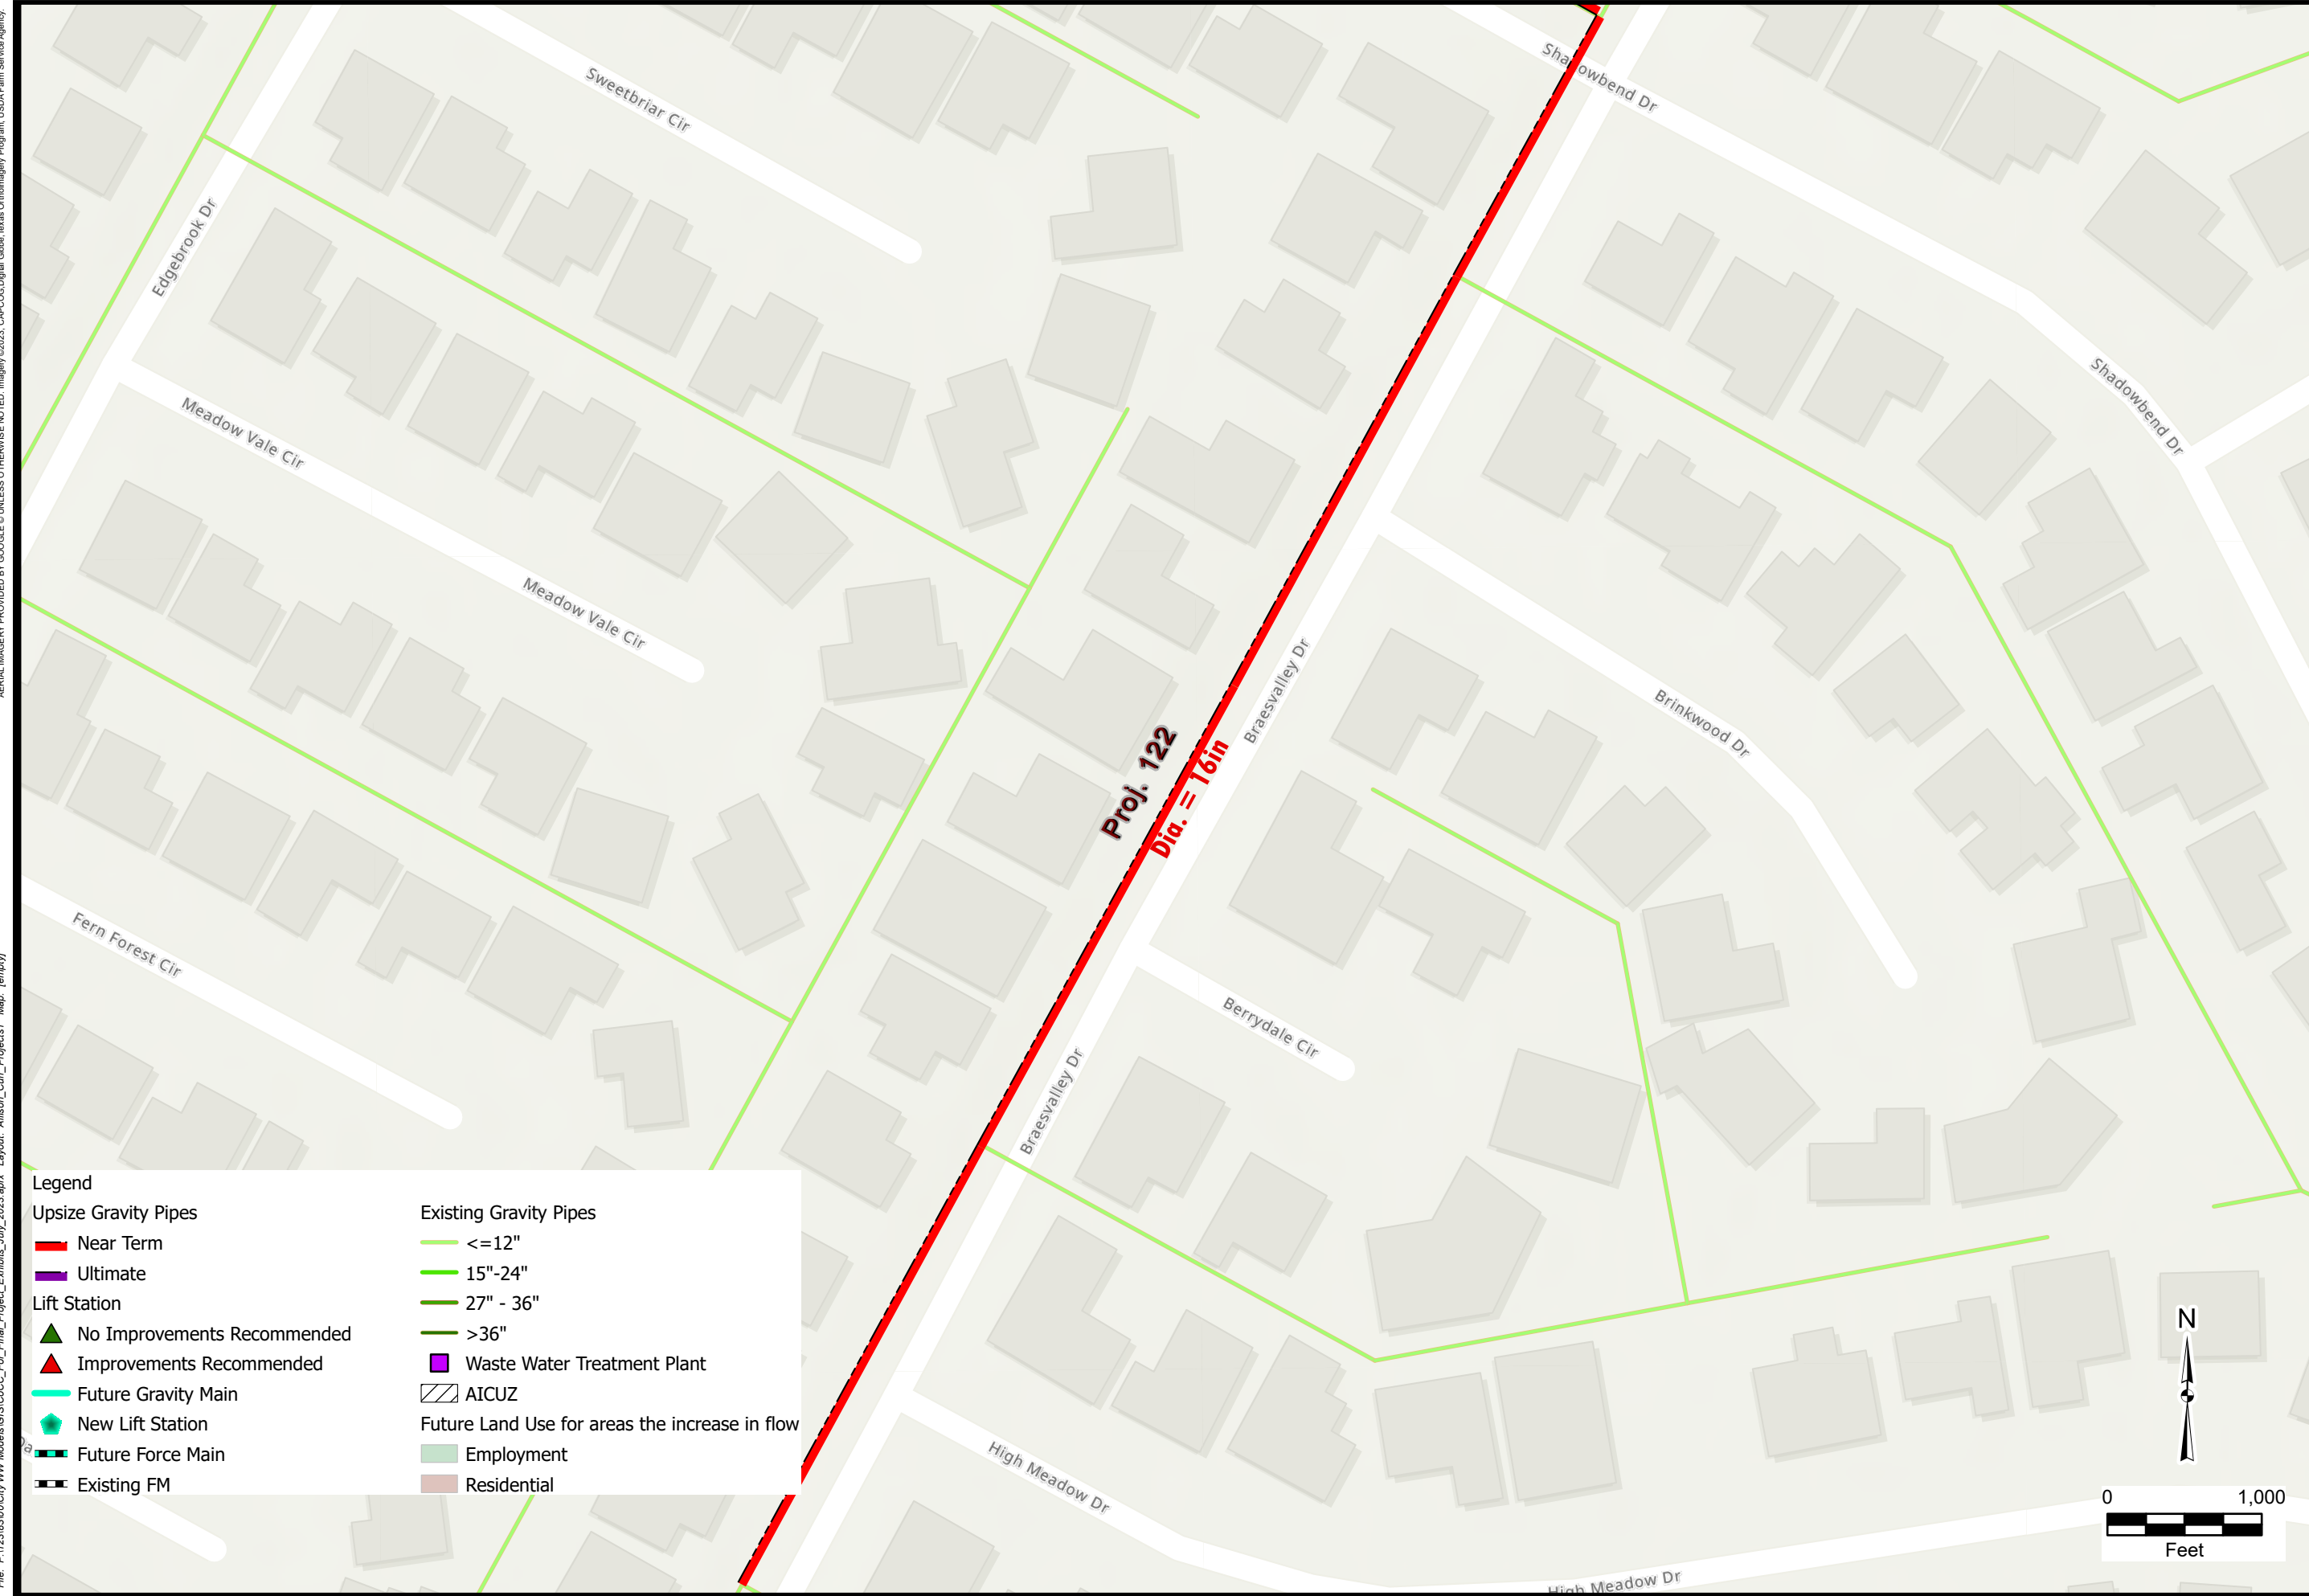 Shadowbend Dr
Sweetbriar Cir
Edgebrook Dr
Shadowbend Dr
Meadow Vale Cir
Meadow Vale Cir
Braesvalley Dr
Brinkwood Dr
Proj. 122
Dia. = 16in
Fern Forest Cir
Berrydale Cir
Braesvalley Dr
High Meadow Dr
High Meadow Dr
Legend
Upsize Gravity Pipes
Near Term
Ultimate
Lift Station
No Improvements Recommended
Improvements Recommended
Future Gravity Main
New Lift Station
Future Force Main
Existing FM
Existing Gravity Pipes
<=12"
15"-24"
27" - 36"
>36"
Waste Water Treatment Plant
AICUZ
Future Land Use for areas the increase in flow
Employment
Residential
N
0 1,000
Feet